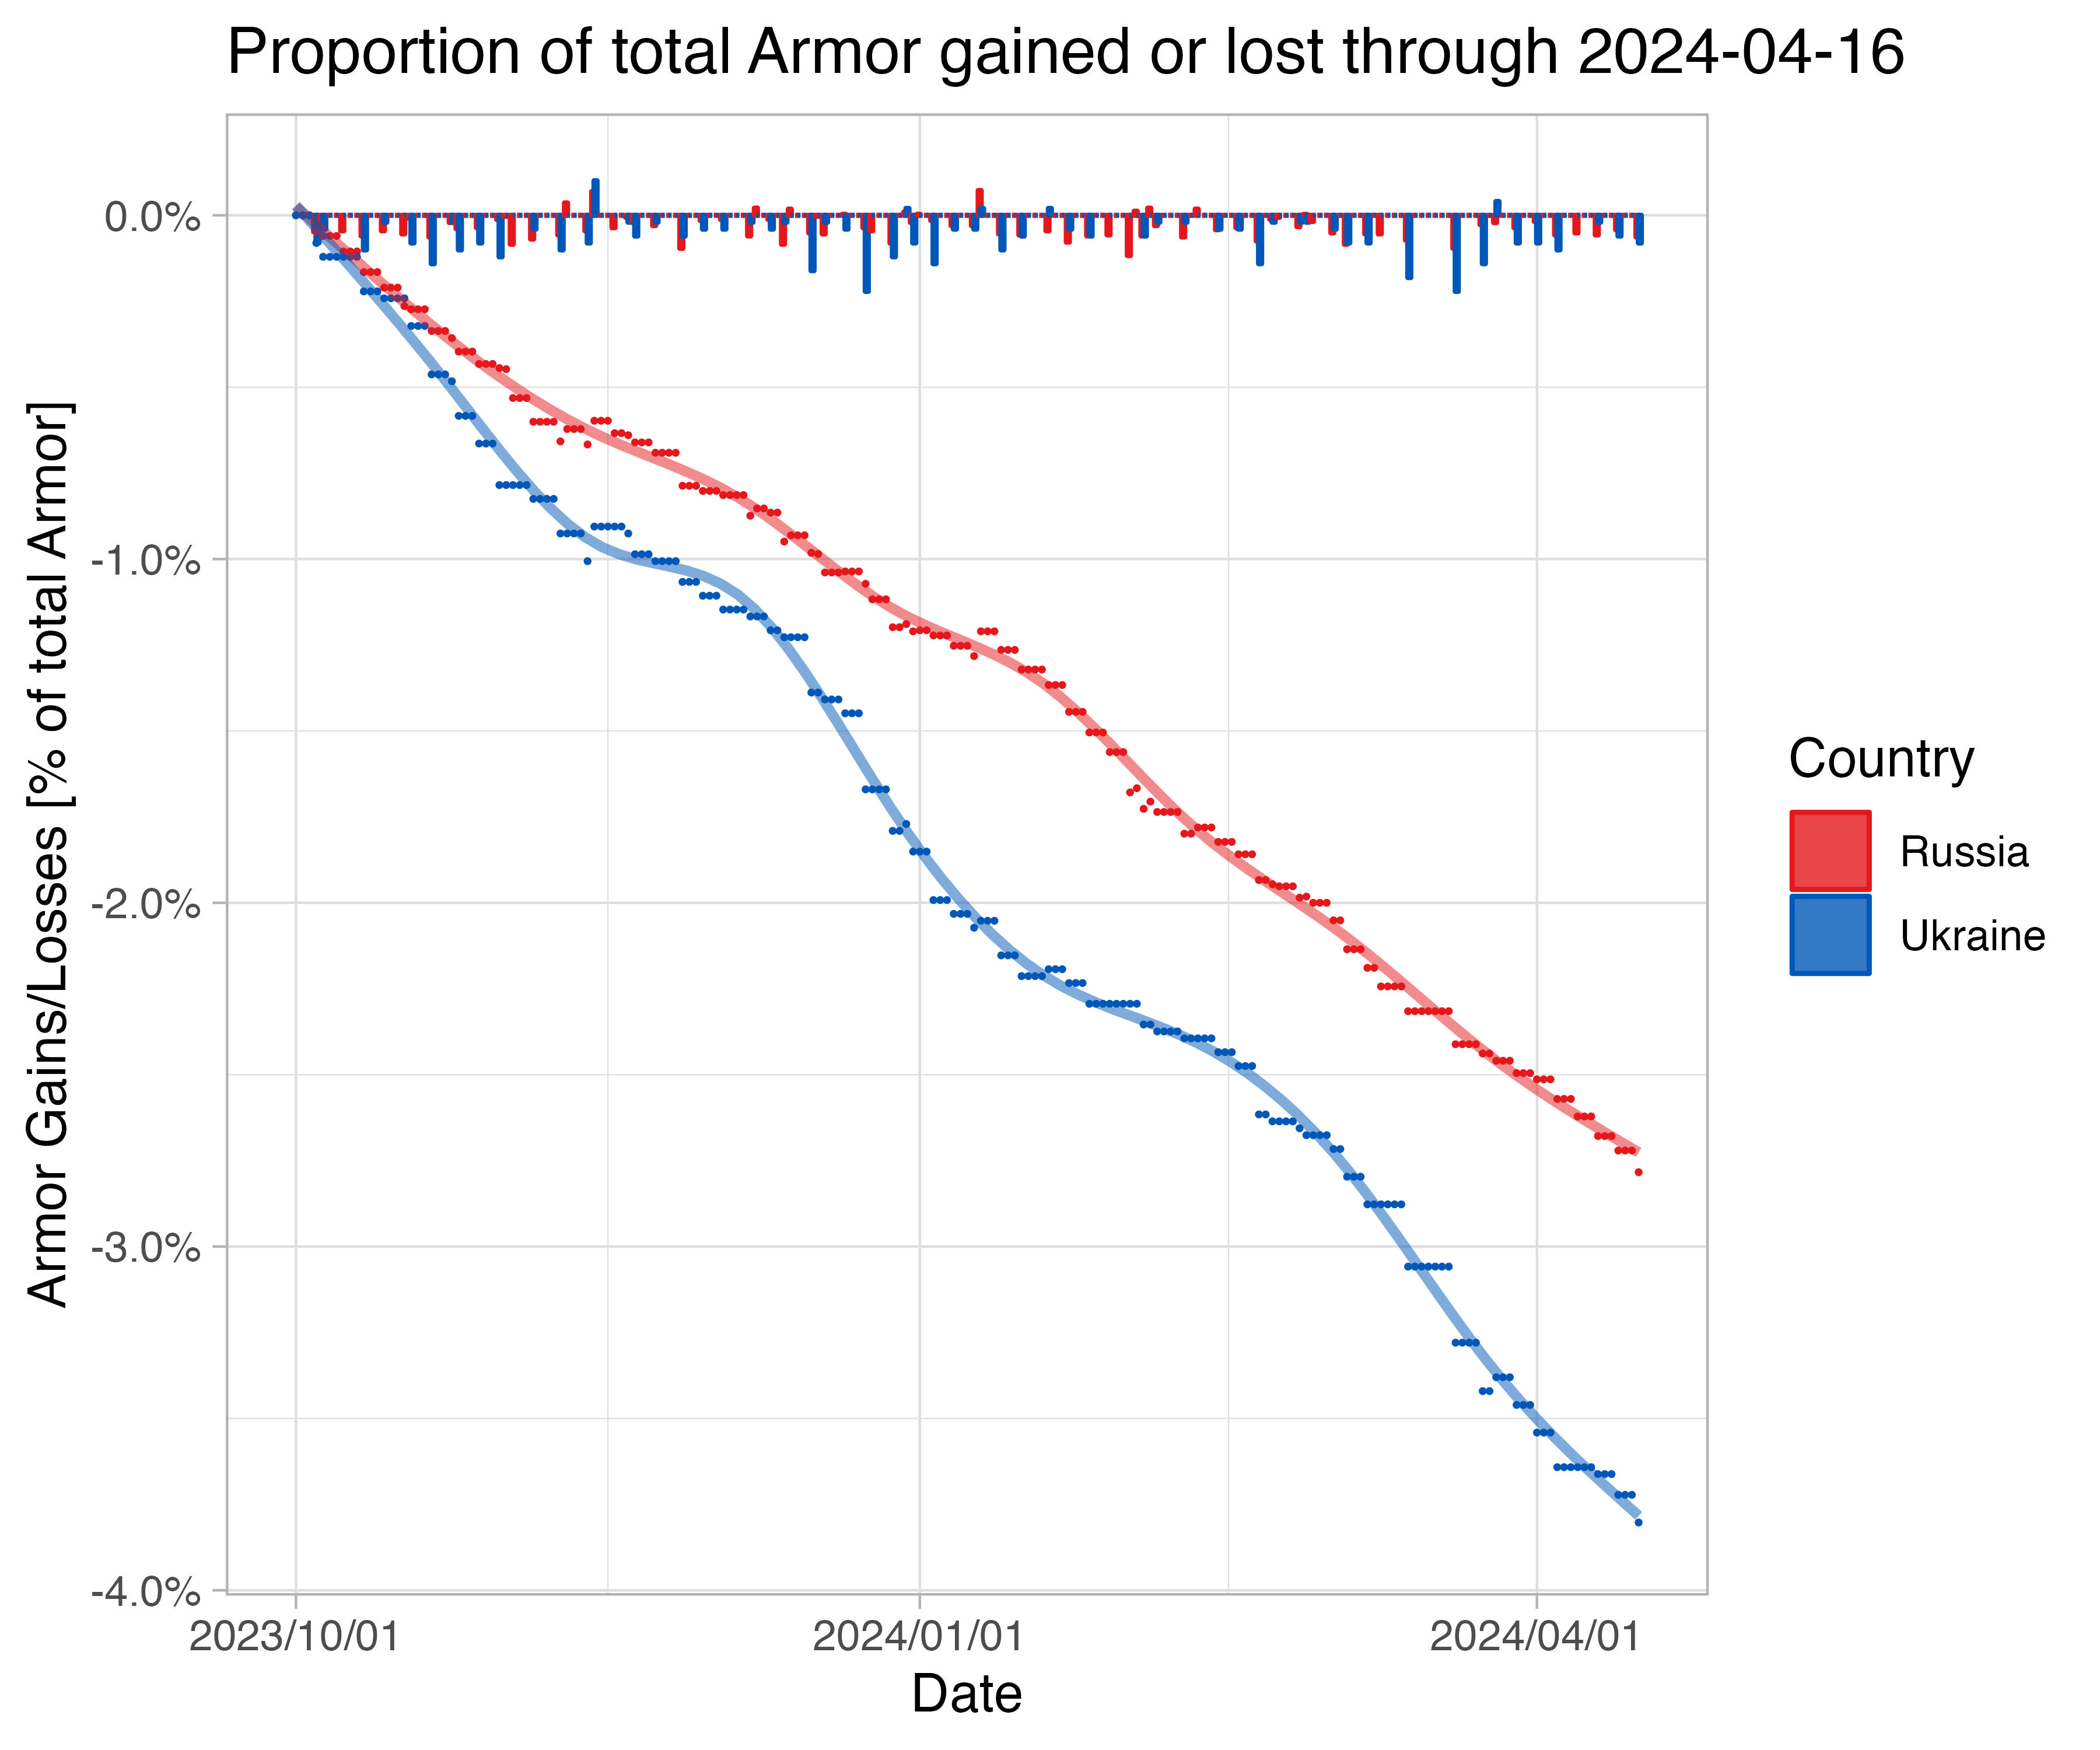 Proportion of total Armor gained or lost through 2024-04-16
Armor Gains/Losses [% of total Armor]
0.0%
-1.0%
-2.0%
-3.0%
-4.0%
2023/10/01
2024/01/01
2024/04/01
Date
Country
Russia
Ukraine